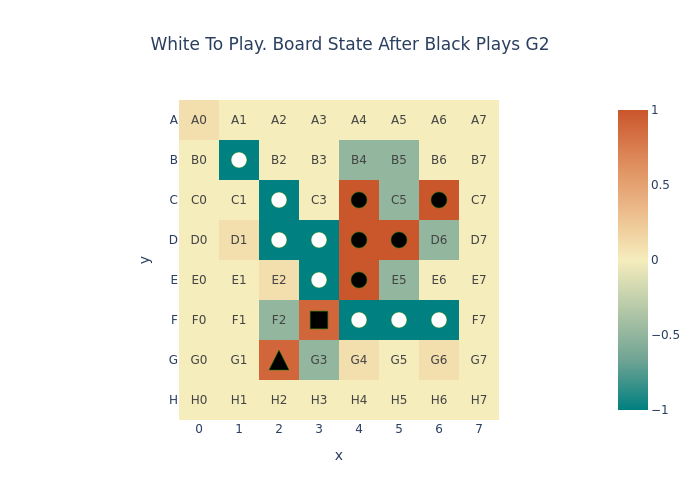 White To Play. Board State After Black Plays G2
A A0 A1 A2 A3 A4 A5 A6 A7
B B0 B2 B3 B4 B5 B6 B7
C C0 C1 C3 C5 C7
D D0 D1 D6 D7
E E0 E1 E2 E5 E6 E7
F F0 F1 F2 F7
G G0 G1 G3 G4 G5 G6 G7
H H0 H1 H2 H3 H4 H5 H6 H7
0 1 2 3 4 5 6 7
x
y
1
0.5
0
−0.5
−1